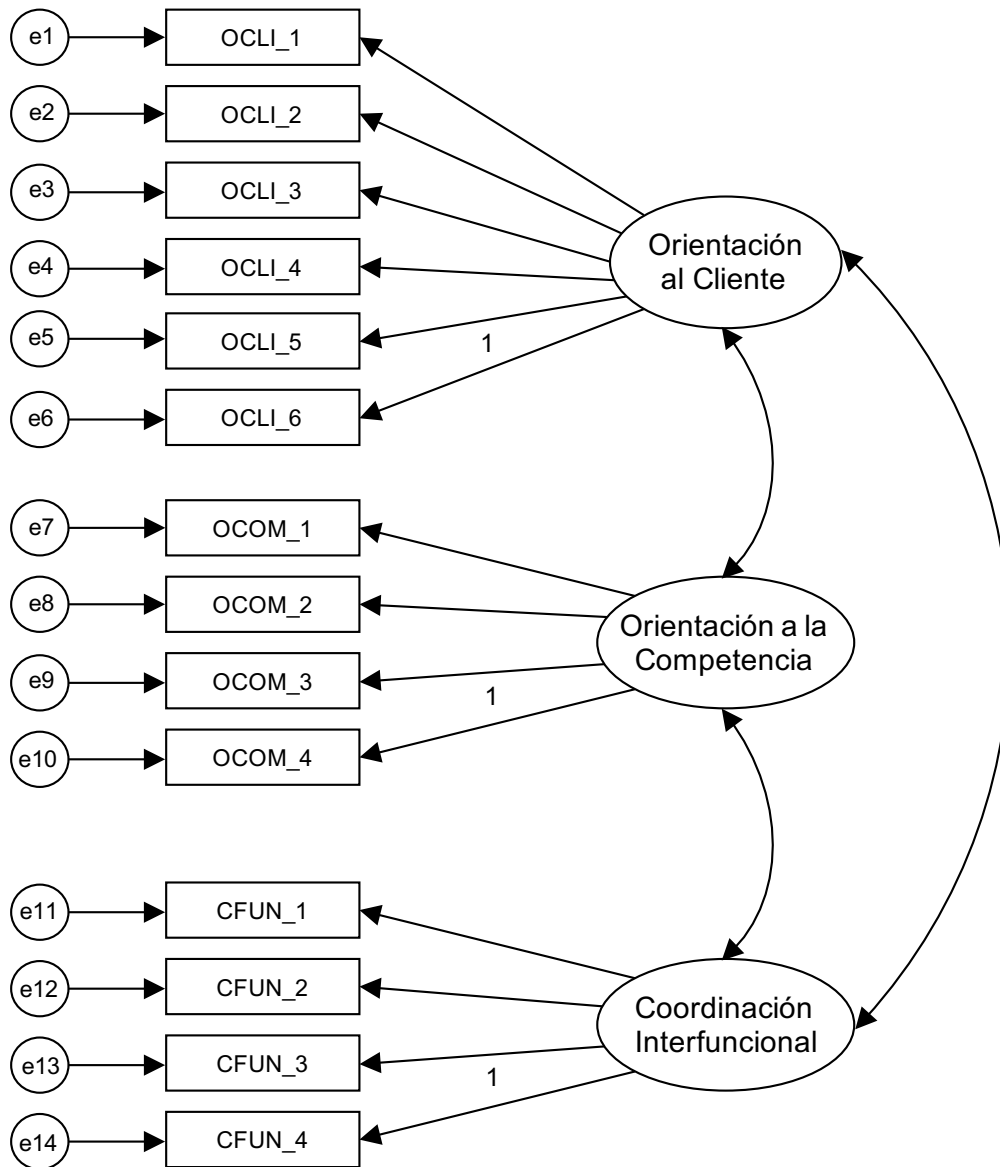 e1
OCLI_1
e2
OCLI_2
e3
OCLI_3
e4
OCLI_4
e5
OCLI_5
e6
OCLI_6
1
Orientación
al Cliente
e7
OCOM_1
e8
OCOM_2
e9
OCOM_3
e10
OCOM_4
1
Orientación a la
Competencia
e11
CFUN_1
e12
CFUN_2
e13
CFUN_3
e14
CFUN_4
1
Coordinación
Interfuncional